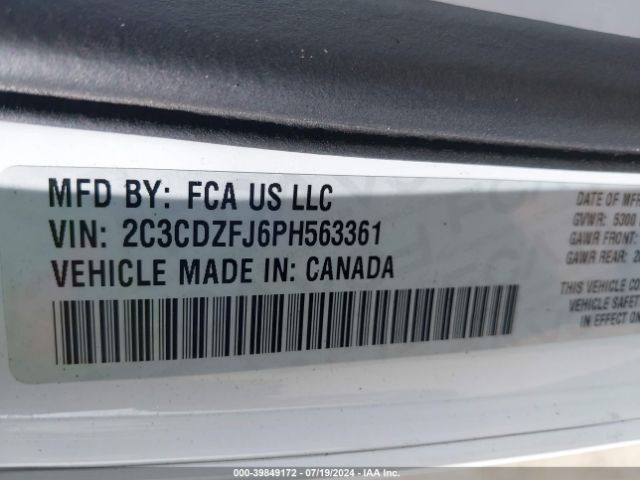 MFD BY: FCA US LLC
VIN: 2C3CDZFJ6PH563361
VEHICLE MADE IN: CANADA
DATE OF MFR
GVWR: 5300
GAWR FRONT:
GAWR REAR:
THIS VEHICLE CO
VEHICLE SAFET
IN EFFECT ON
000-39849172 - 07/19/2024 - IAA Inc.